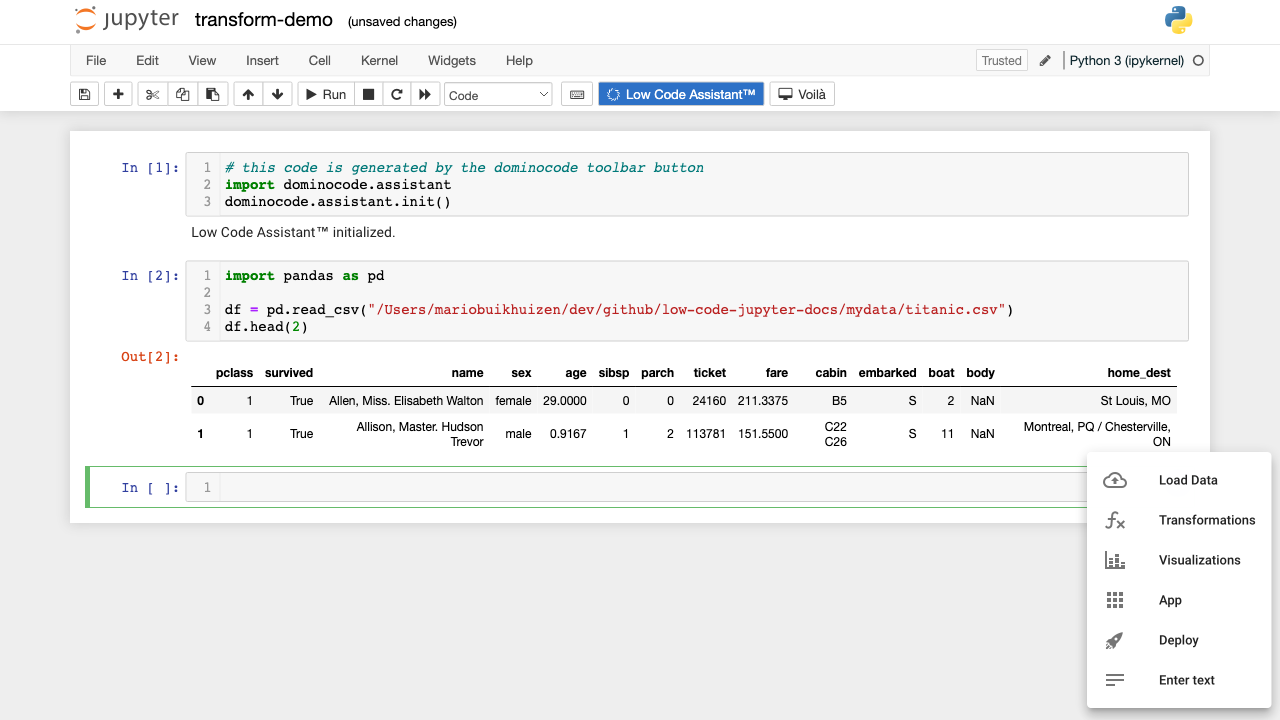 jupyter transform-demo (unsaved changes)
File Edit View Insert Cell Kernel Widgets Help Trusted Python 3 (ipykernel)
Run Code Low Code Assistant™ Voilà
In [1]: 1 # this code is generated by the dominocode toolbar button
2 import dominocode.assistant
3 dominocode.assistant.init()
Low Code Assistant™ initialized.
In [2]: 1 import pandas as pd
2
3 df = pd.read_csv("/Users/mariobuikhuizen/dev/github/low-code-jupyter-docs/mydata/titanic.csv")
4 df.head(2)
Out[2]:
pclass survived name sex age sibsp parch ticket fare cabin embarked boat body home_dest
0 1 True Allen, Miss. Elisabeth Walton female 29.0000 0 0 24160 211.3375 B5 S 2 NaN St Louis, MO
1 1 True Allison, Master. Hudson Trevor male 0.9167 1 2 113781 151.5500 C22 C26 S 11 NaN Montreal, PQ / Chesterville, ON
In [ ]: 1
Load Data
Transformations
Visualizations
App
Deploy
Enter text